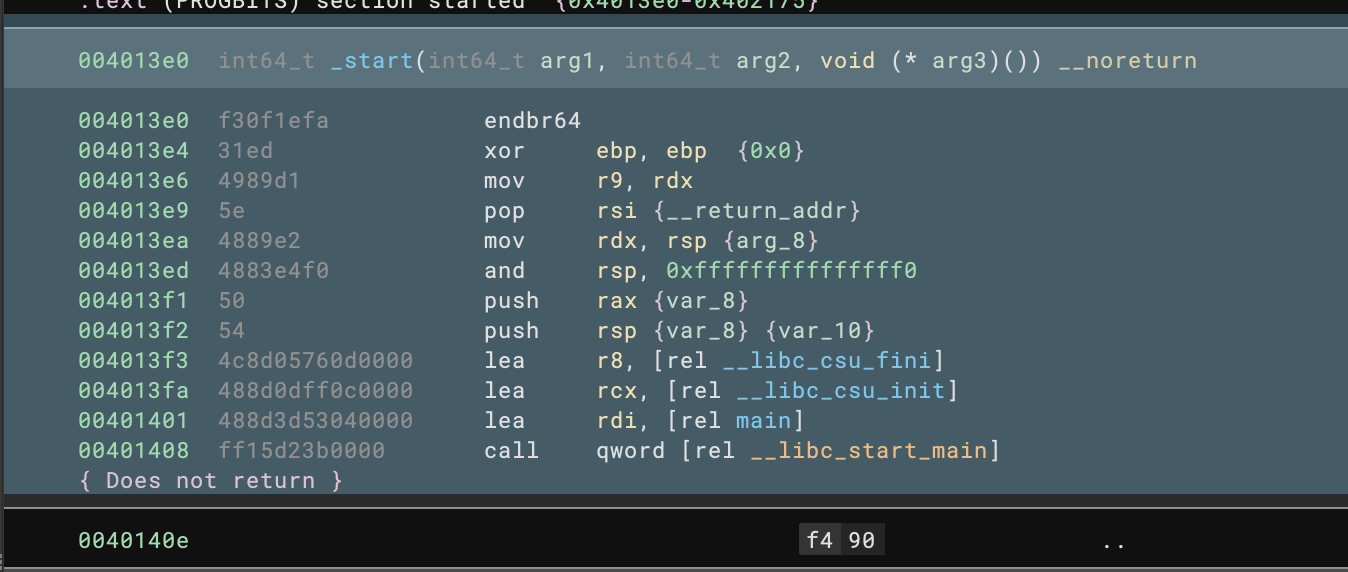 .text (PROGBITS) section started  {0x4013e0-0x402175}
004013e0  int64_t _start(int64_t arg1, int64_t arg2, void (* arg3)()) __noreturn
004013e0  f30f1efa           endbr64
004013e4  31ed               xor     ebp, ebp  {0x0}
004013e6  4989d1             mov     r9, rdx
004013e9  5e                 pop     rsi {__return_addr}
004013ea  4889e2             mov     rdx, rsp {arg_8}
004013ed  4883e4f0           and     rsp, 0xfffffffffffffff0
004013f1  50                 push    rax {var_8}
004013f2  54                 push    rsp {var_8} {var_10}
004013f3  4c8d05760d0000     lea     r8, [rel __libc_csu_fini]
004013fa  488d0dff0c0000     lea     rcx, [rel __libc_csu_init]
00401401  488d3d53040000     lea     rdi, [rel main]
00401408  ff15d23b0000       call    qword [rel __libc_start_main]
{ Does not return }
0040140e  f4 90  ..